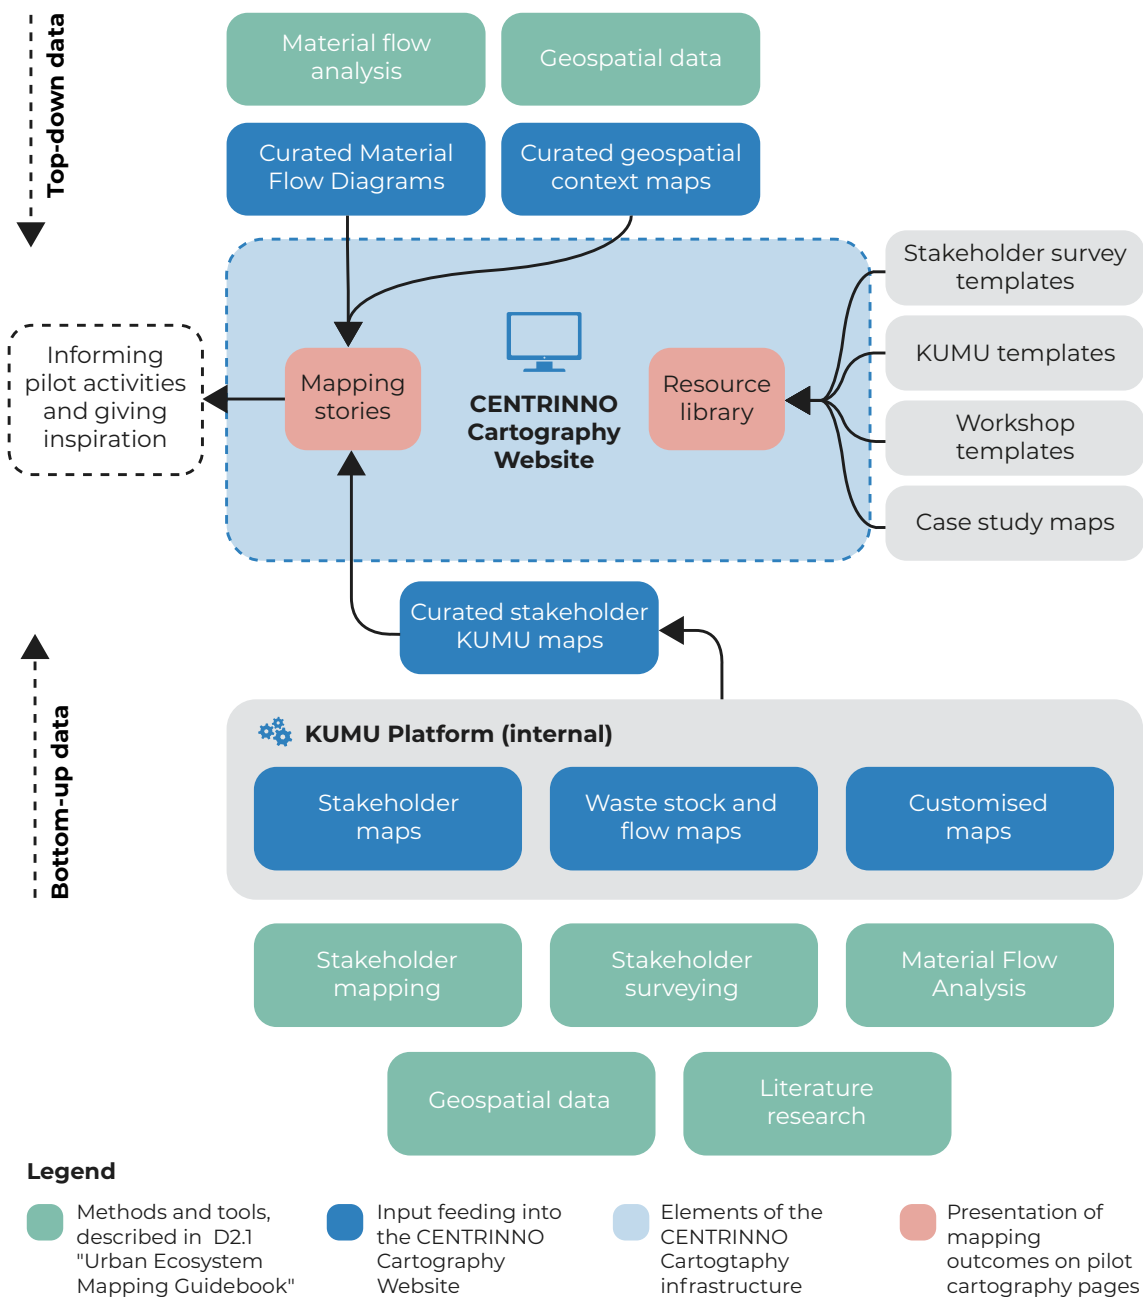 Top-down data
Material flow
analysis
Geospatial data
Curated Material
Flow Diagrams
Curated geospatial
context maps
Informing
pilot activities
and giving
inspiration
Mapping
stories
CENTRINNO
Cartography
Website
Resource
library
Stakeholder survey
templates
KUMU templates
Workshop
templates
Case study maps
Curated stakeholder
KUMU maps
Bottom-up data
KUMU Platform (internal)
Stakeholder
maps
Waste stock and
flow maps
Customised
maps
Stakeholder
mapping
Stakeholder
surveying
Material Flow
Analysis
Geospatial data
Literature
research
Legend
Methods and tools,
described in D2.1
"Urban Ecosystem
Mapping Guidebook"
Input feeding into
the CENTRINNO
Cartography
Website
Elements of the
CENTRINNO
Cartogtaphy
infrastructure
Presentation of
mapping
outcomes on pilot
cartography pages